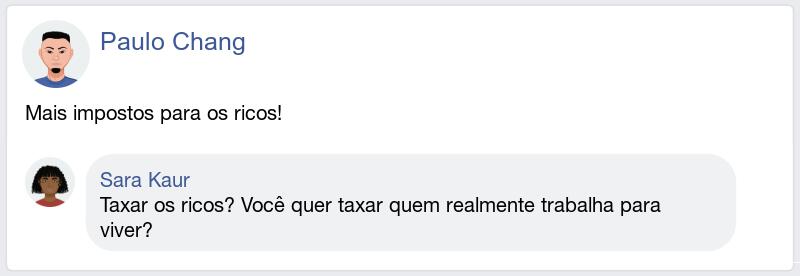 Paulo Chang
Mais impostos para os ricos!
Sara Kaur
Taxar os ricos? Você quer taxar quem realmente trabalha para
viver?